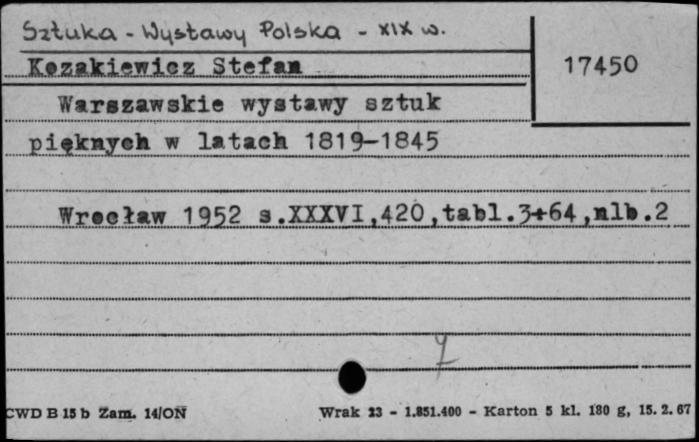 Sztuka - Wystawy Polska - XIX w.
Kozakiewicz Stefan
17450
Warszawskie wystawy sztuk
pięknych w latach 1819-1845
Wrocław 1952 s.XXXVI,420,tabl.3+64,nlb.2
7
CWD B 15 b Zam. 14/ON
Wrak 23 - 1.851.400 - Karton 5 kl. 180 g, 15. 2. 67